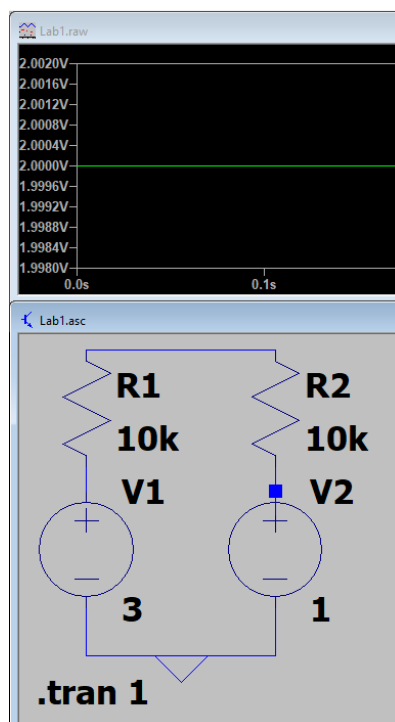 Lab1.raw
2.0020V
2.0016V
2.0012V
2.0008V
2.0004V
2.0000V
1.9996V
1.9992V
1.9988V
1.9984V
1.9980V
0.0s 0.1s
Lab1.asc
R1 R2
10k 10k
V1 V2
3 1
.tran 1